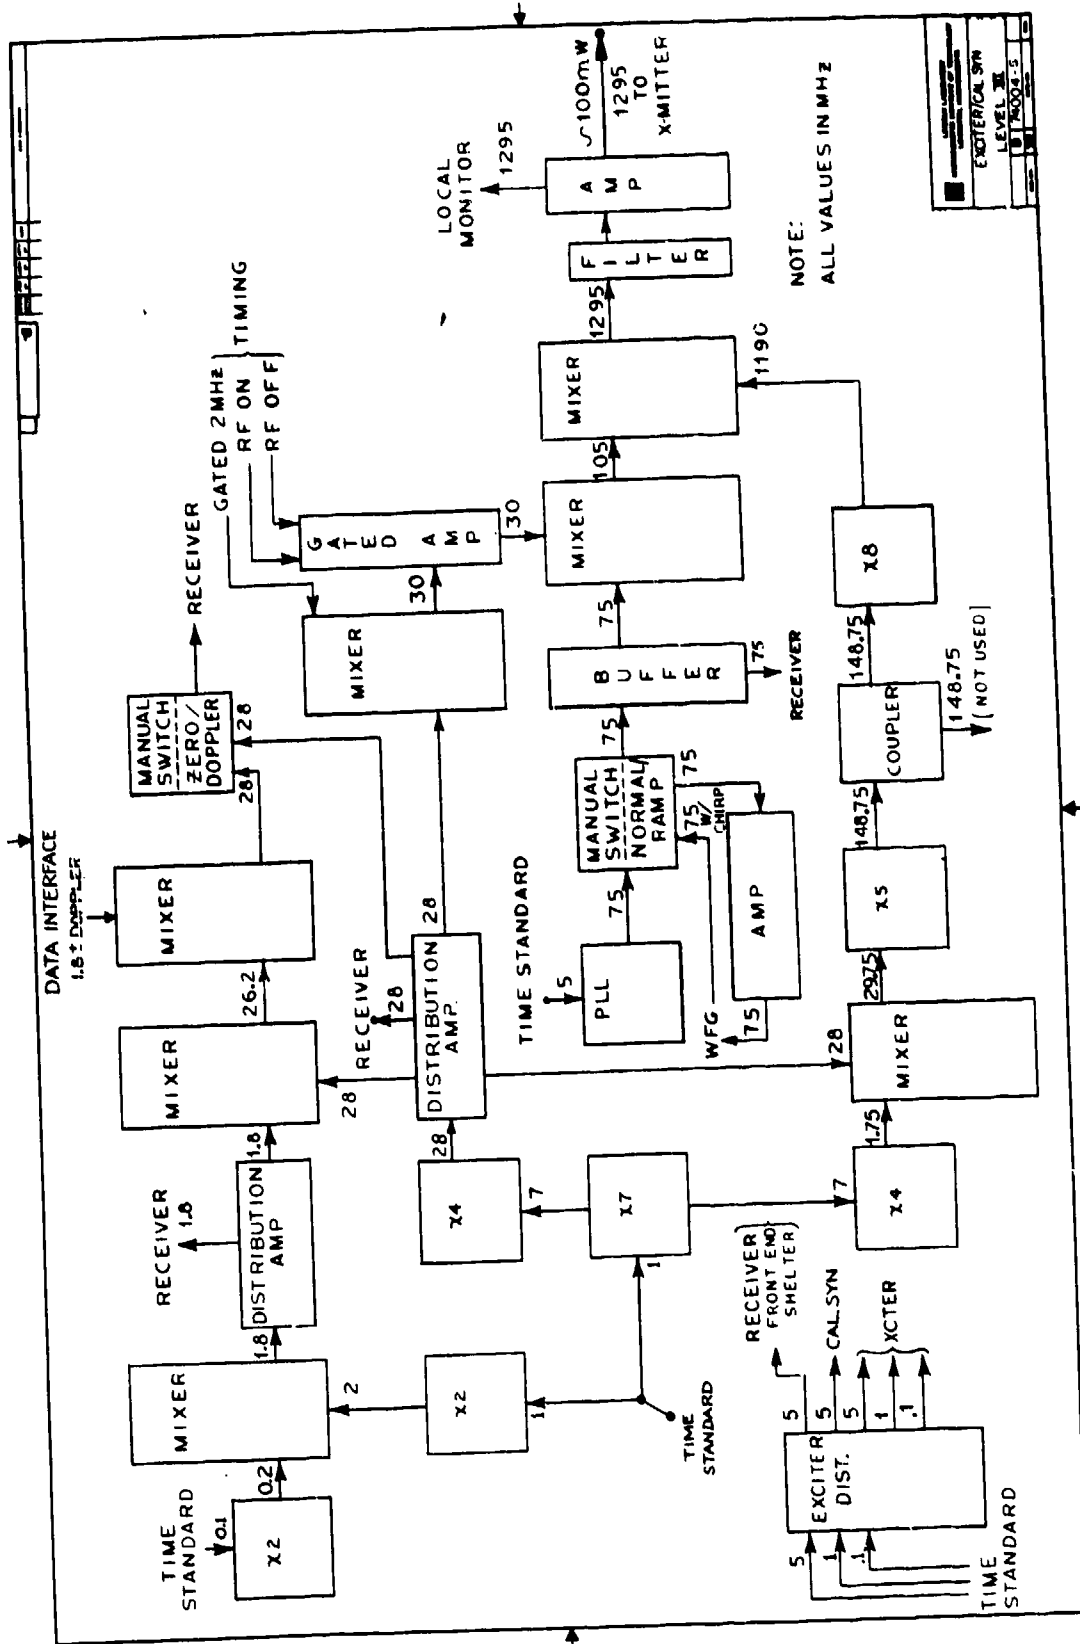 DATA INTERFACE
1.8 ± DOPPLER
TIME
STANDARD
0.1
X2
0.2
MIXER
2
1.8
DISTRIBUTION
AMP
RECEIVER
1.8
1.8
MIXER
28
26.2
MIXER
28
28
MANUAL
SWITCH
ZERO/
DOPPLER
RECEIVER
GATED 2MHz
RF ON
RF OFF
TIMING
X2
1
TIME
STANDARD
1
X7
7
X4
28
DISTRIBUTION
AMP.
RECEIVER
28
28
MIXER
30
GATED
AMP
30
TIME STANDARD
5
PLL
75
MANUAL
SWITCH
NORMAL/
RAMP
75
W/
CHIRP
75
AMP
75
WFG
75
BUFFER
75
RECEIVER
75
MIXER
105
MIXER
1295
FILTER
AMP
LOCAL
MONITOR
1295
~100mW
1295
TO
X-MITTER
7
X4
1.75
28
MIXER
29.75
X5
148.75
COUPLER
148.75
(NOT USED)
148.75
X8
1190
TIME
STANDARD
5
1
.1
EXCITER
DIST.
5
5
5
1
.1
RECEIVER
FRONT END
SHELTER
CAL SYN
XCTER
NOTE:
ALL VALUES IN MHz
EXCITER/CAL SYN
LEVEL III